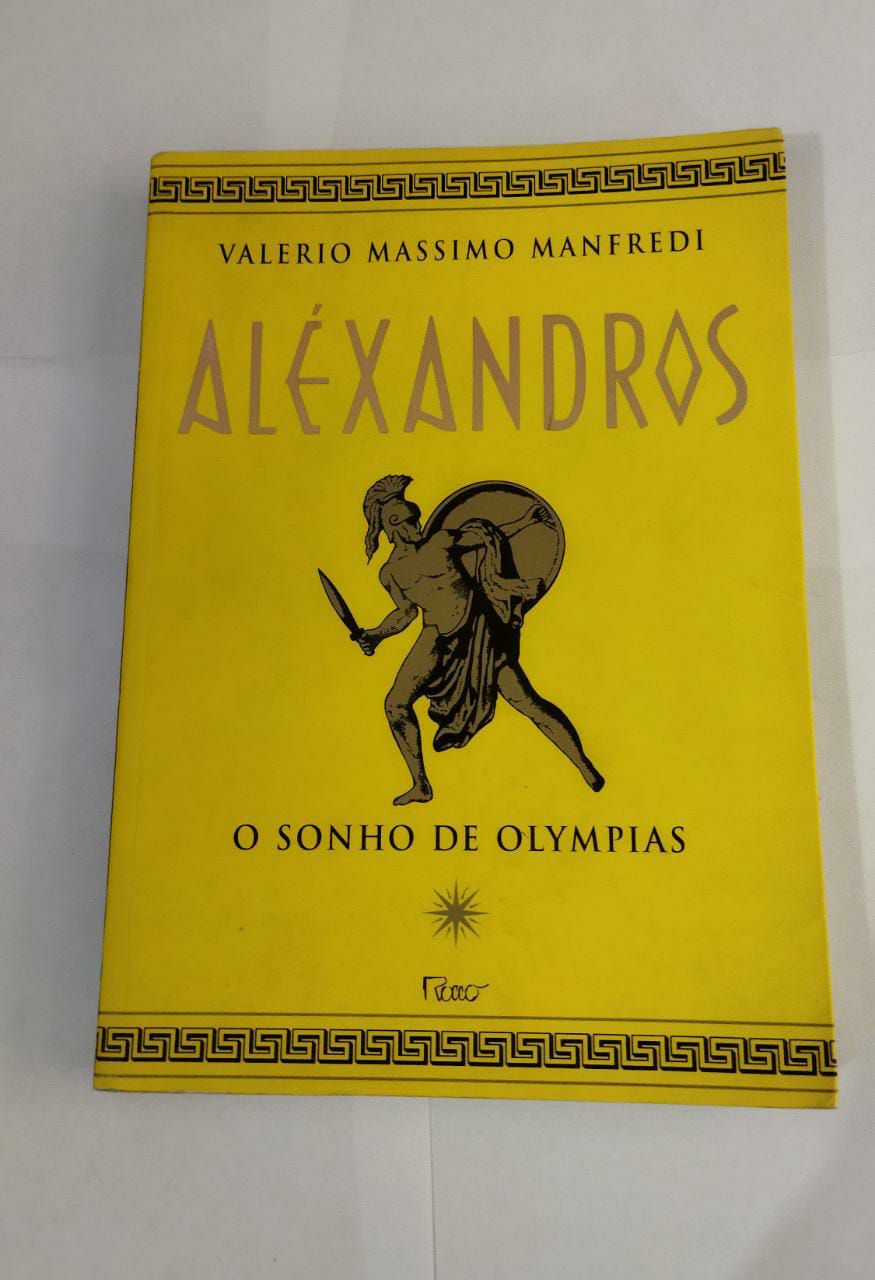 VALERIO MASSIMO MANFREDI
ALÉXANDROS
O SONHO DE OLYMPIAS
Rocco